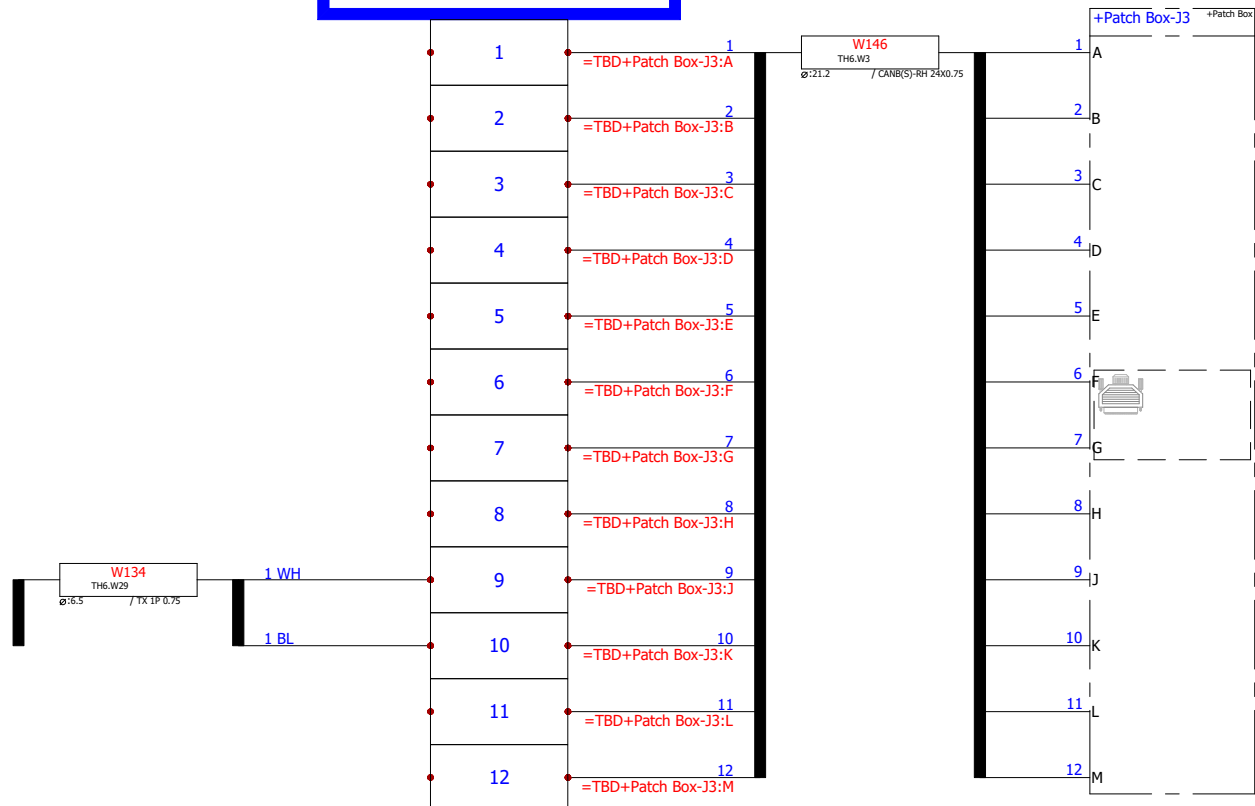 +Patch Box-J3 +Patch Box
1 1 W146 1 A
=TBD+Patch Box-J3:A TH6.W3
⌀:21.2 / CANB(S)-RH 24X0.75
2 2 2 B
=TBD+Patch Box-J3:B
3 3 3 C
=TBD+Patch Box-J3:C
4 4 4 D
=TBD+Patch Box-J3:D
5 5 5 E
=TBD+Patch Box-J3:E
6 6 6 F
=TBD+Patch Box-J3:F
7 7 7 G
=TBD+Patch Box-J3:G
8 8 8 H
=TBD+Patch Box-J3:H
W134 1 WH 9 9 9 J
TH6.W29 =TBD+Patch Box-J3:J
⌀:6.5 / TX 1P 0.75
1 BL 10 10 10 K
=TBD+Patch Box-J3:K
11 11 11 L
=TBD+Patch Box-J3:L
12 12 12 M
=TBD+Patch Box-J3:M